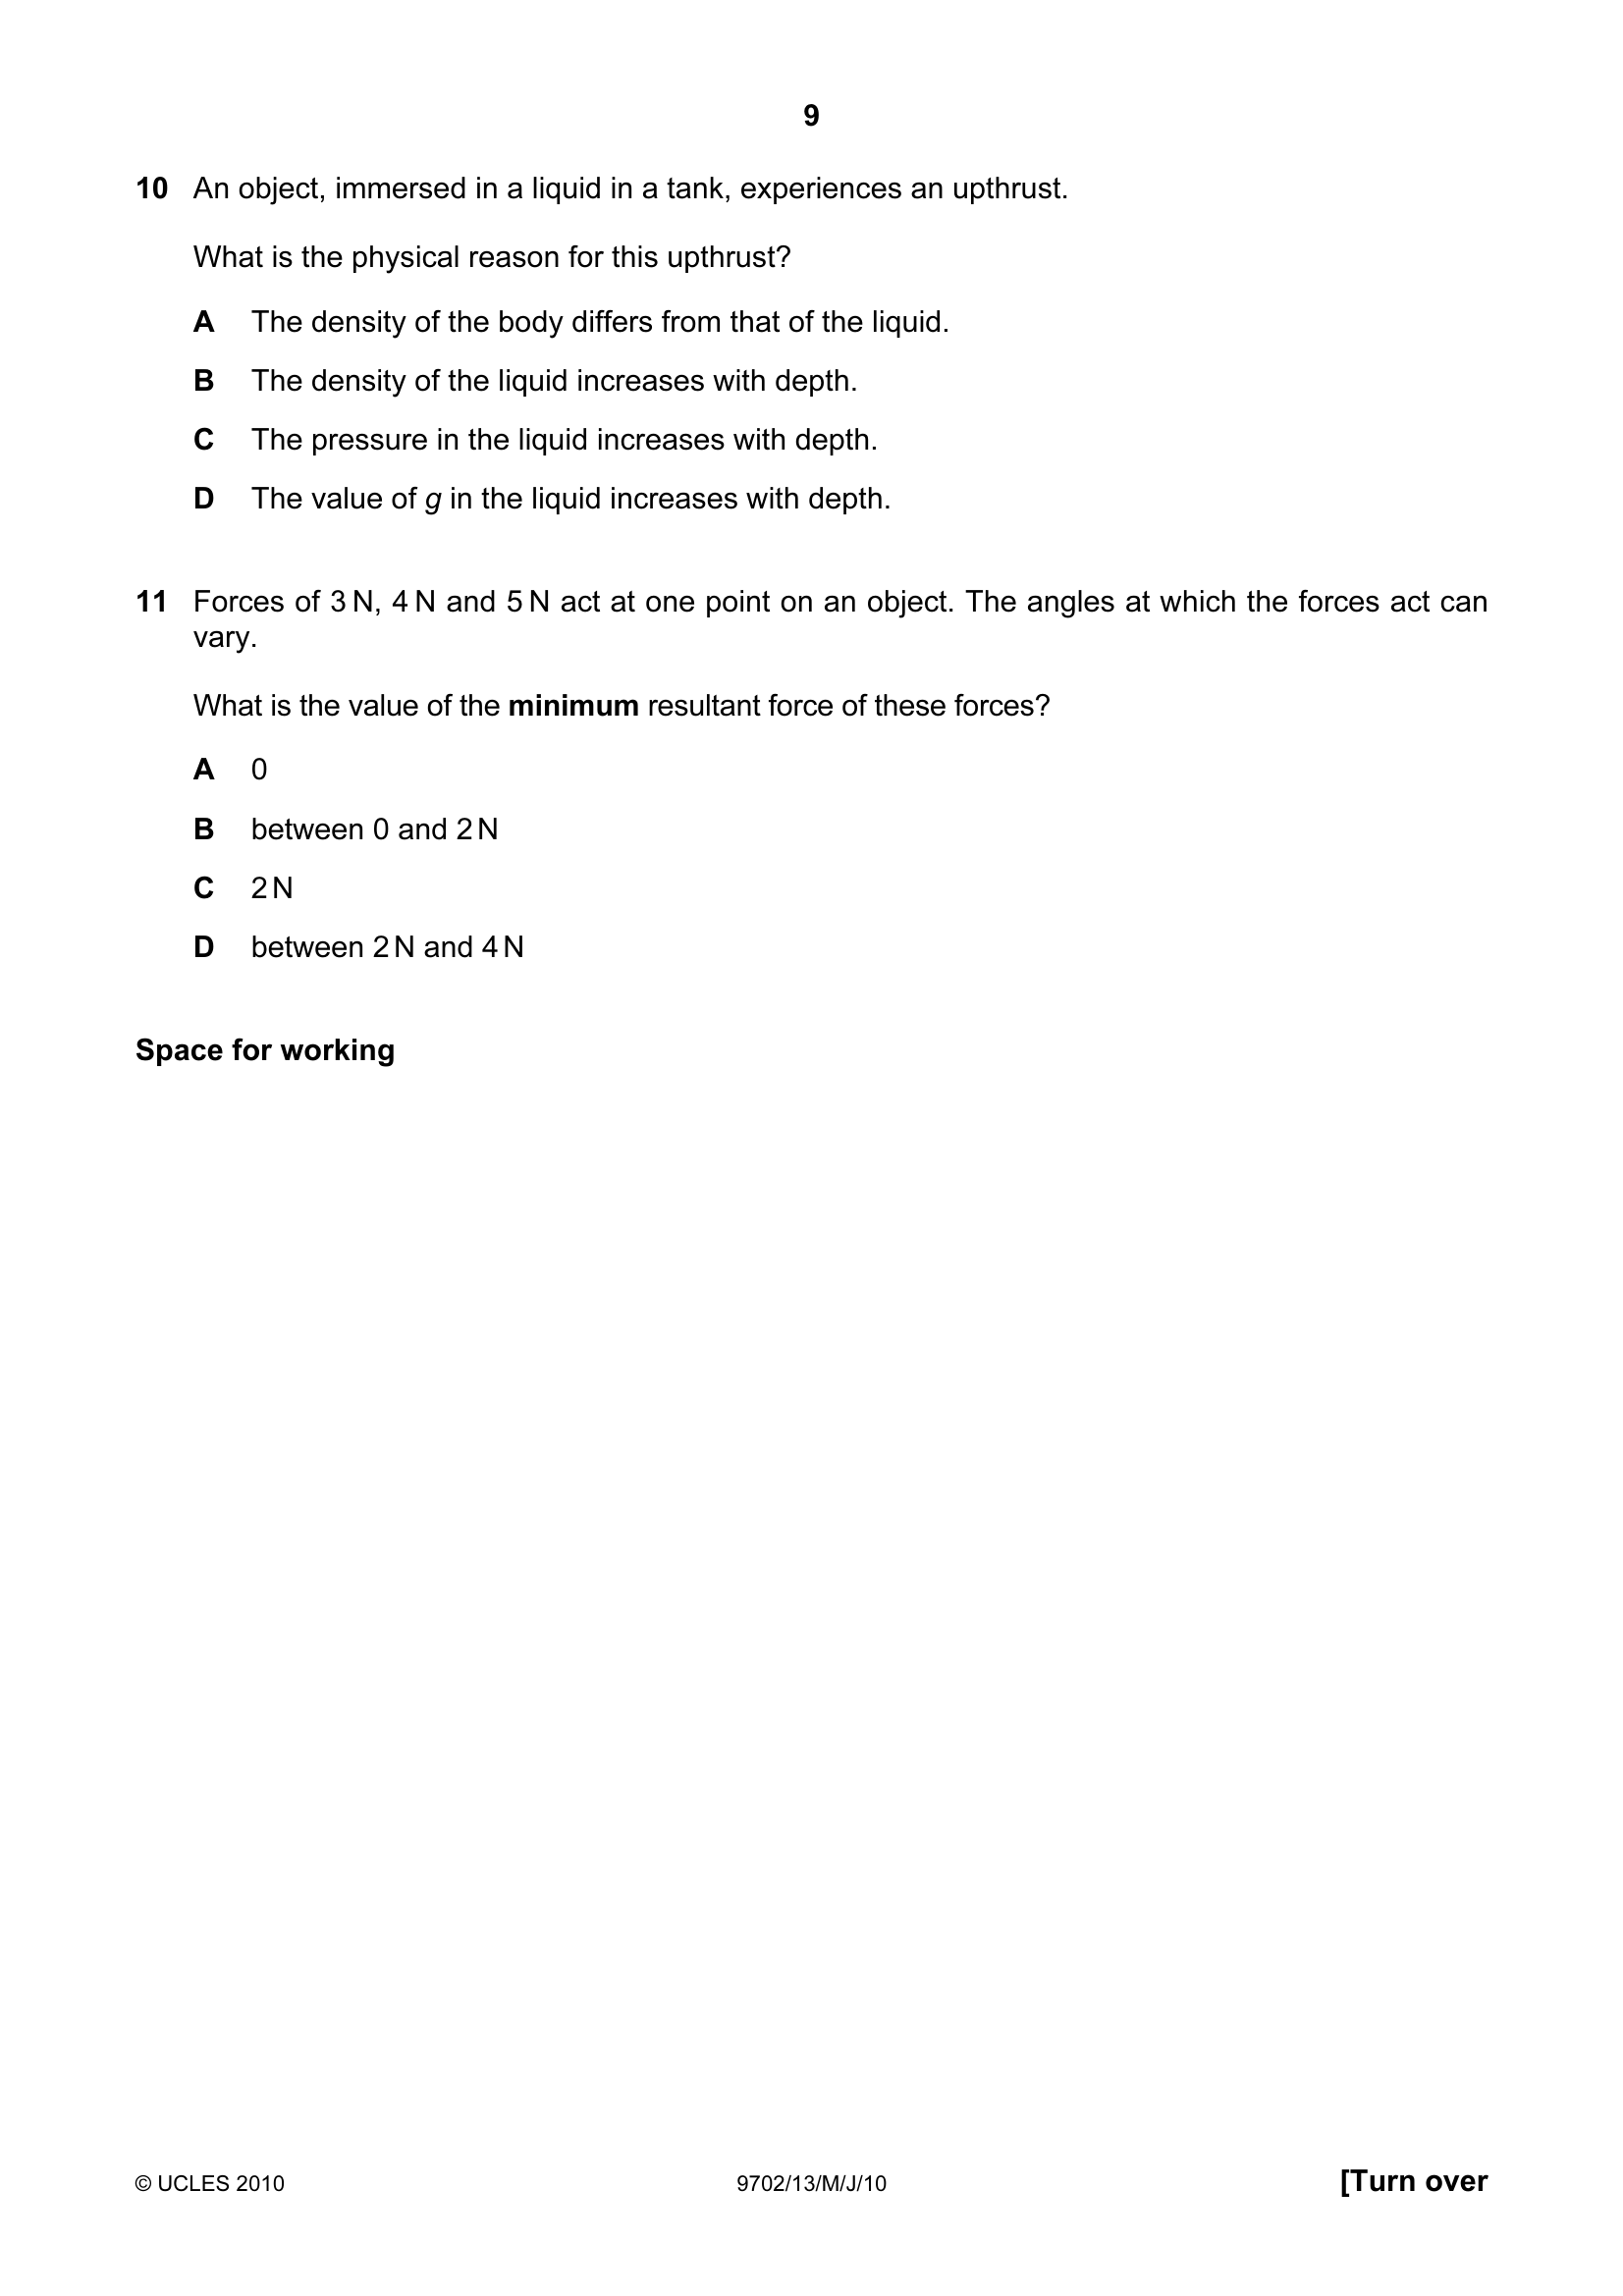 9
10 An object, immersed in a liquid in a tank, experiences an upthrust.
What is the physical reason for this upthrust?
A The density of the body differs from that of the liquid.
B The density of the liquid increases with depth.
C The pressure in the liquid increases with depth.
D The value of g in the liquid increases with depth.
11 Forces of 3 N, 4 N and 5 N act at one point on an object. The angles at which the forces act can
vary.
What is the value of the minimum resultant force of these forces?
A 0
B between 0 and 2 N
C 2 N
D between 2 N and 4 N
Space for working
© UCLES 2010 9702/13/M/J/10 [Turn over